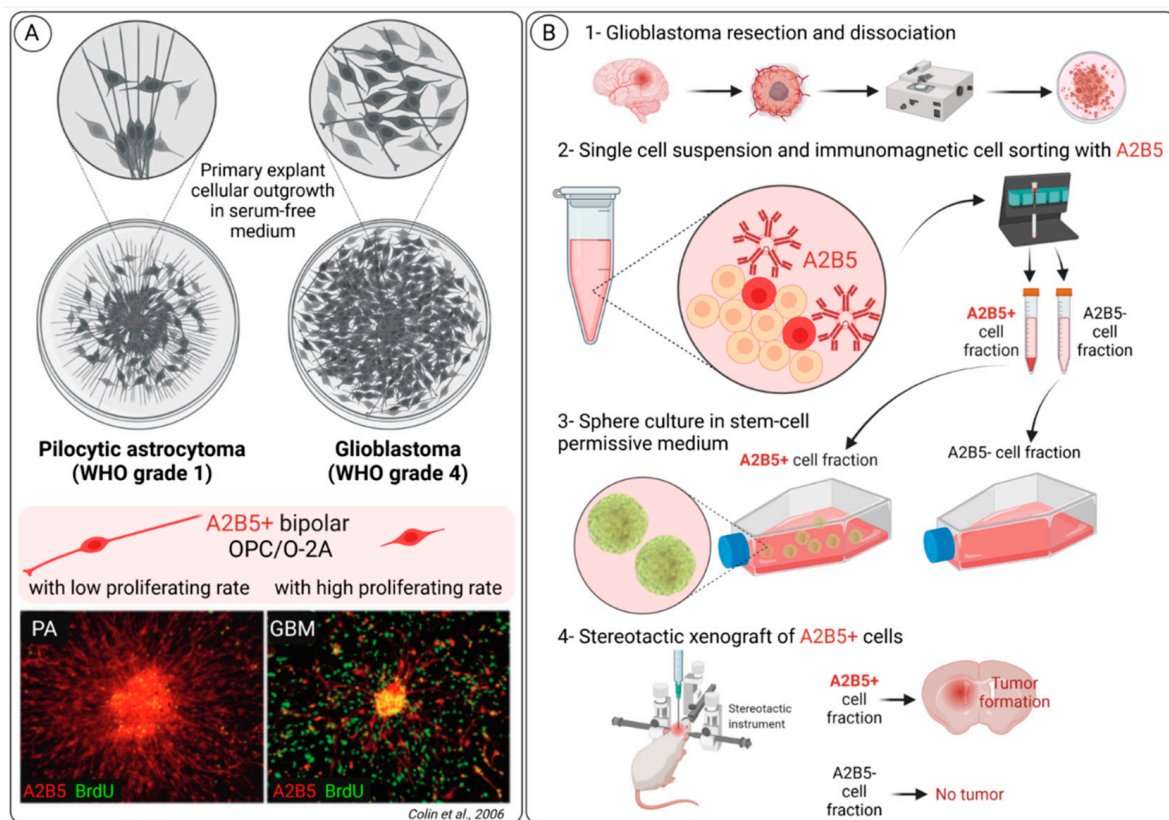 A
Primary explant
cellular outgrowth
in serum-free
medium
Pilocytic astrocytoma
(WHO grade 1)
Glioblastoma
(WHO grade 4)
A2B5+ bipolar
OPC/O-2A
with low proliferating rate
with high proliferating rate
PA
GBM
A2B5 BrdU
A2B5 BrdU
Colin et al., 2006
B
1- Glioblastoma resection and dissociation
2- Single cell suspension and immunomagnetic cell sorting with A2B5
A2B5
A2B5+
cell
fraction
A2B5-
cell
fraction
3- Sphere culture in stem-cell
permissive medium
A2B5+ cell fraction
A2B5- cell fraction
4- Stereotactic xenograft of A2B5+ cells
Stereotactic
instrument
A2B5+
cell
fraction
Tumor
formation
A2B5-
cell
fraction
No tumor